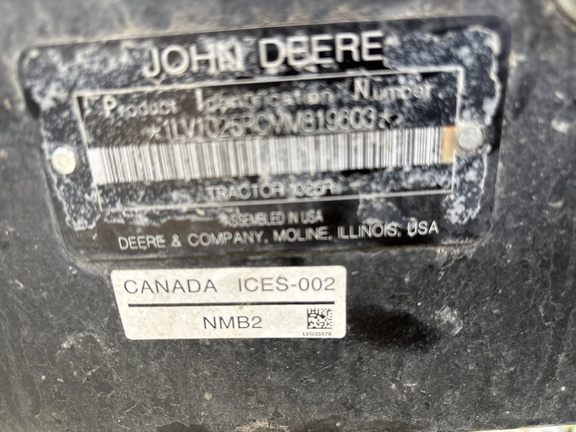 JOHN DEERE
Product Identification Number
TRACTOR 1025R
ASSEMBLED IN USA
DEERE & COMPANY, MOLINE, ILLINOIS, USA
CANADA ICES-002
NMB2